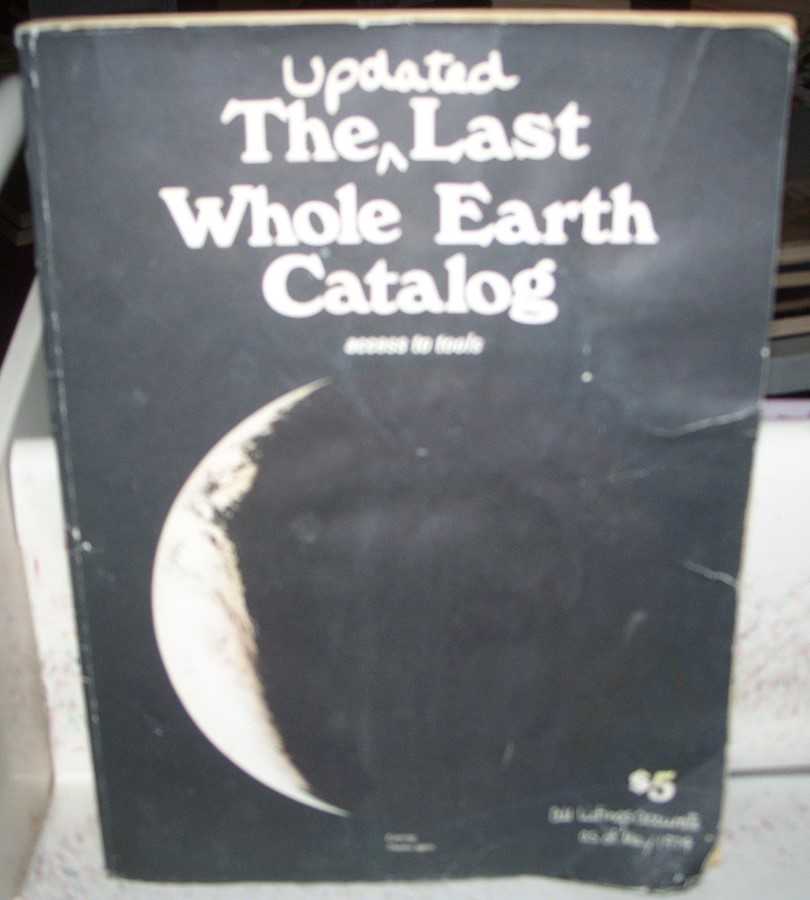 Updated
The ^ Last
Whole Earth
Catalog
access to tools
$5